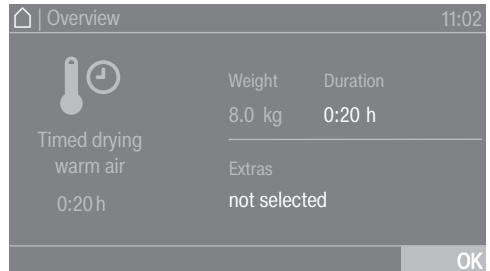 | Overview 11:02
Weight Duration
8.0 kg 0:20 h
Timed drying
warm air
0:20 h
Extras
not selected
OK